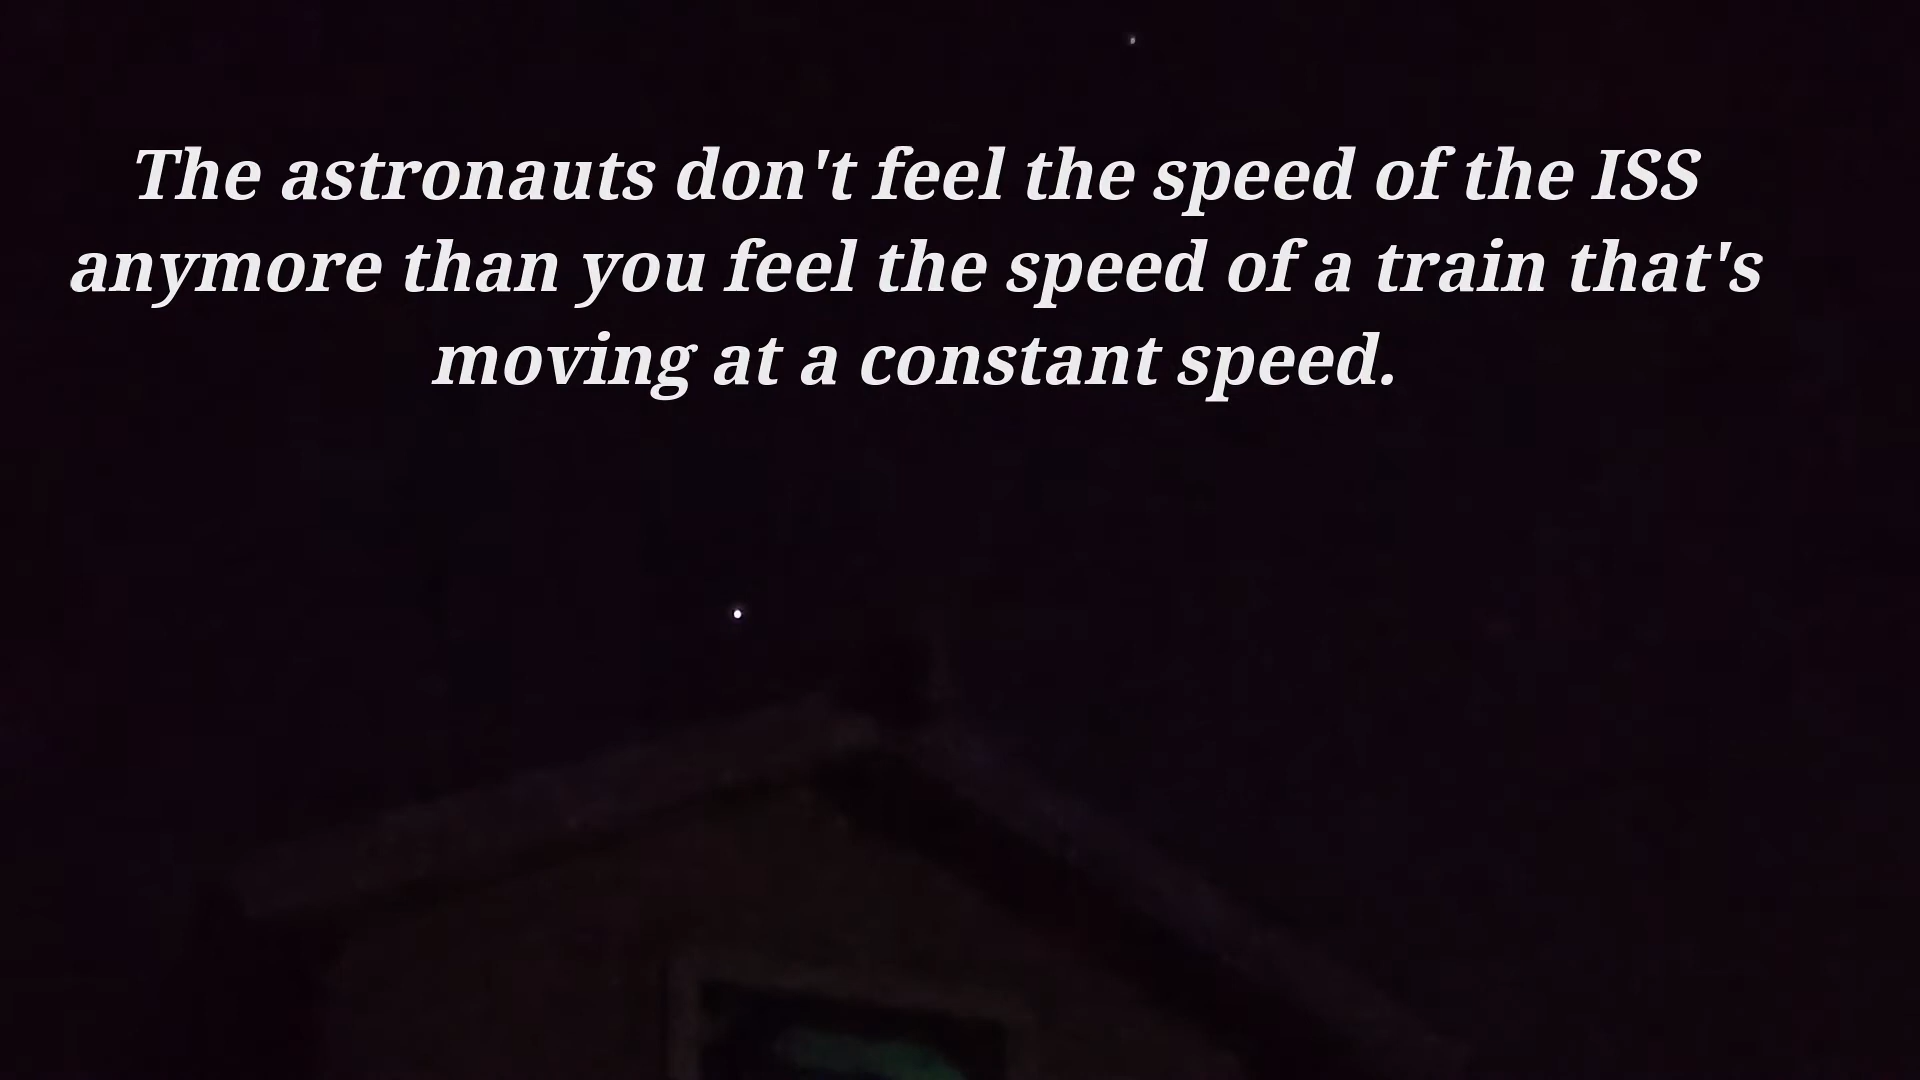 The astronauts don't feel the speed of the ISS
anymore than you feel the speed of a train that's
moving at a constant speed.